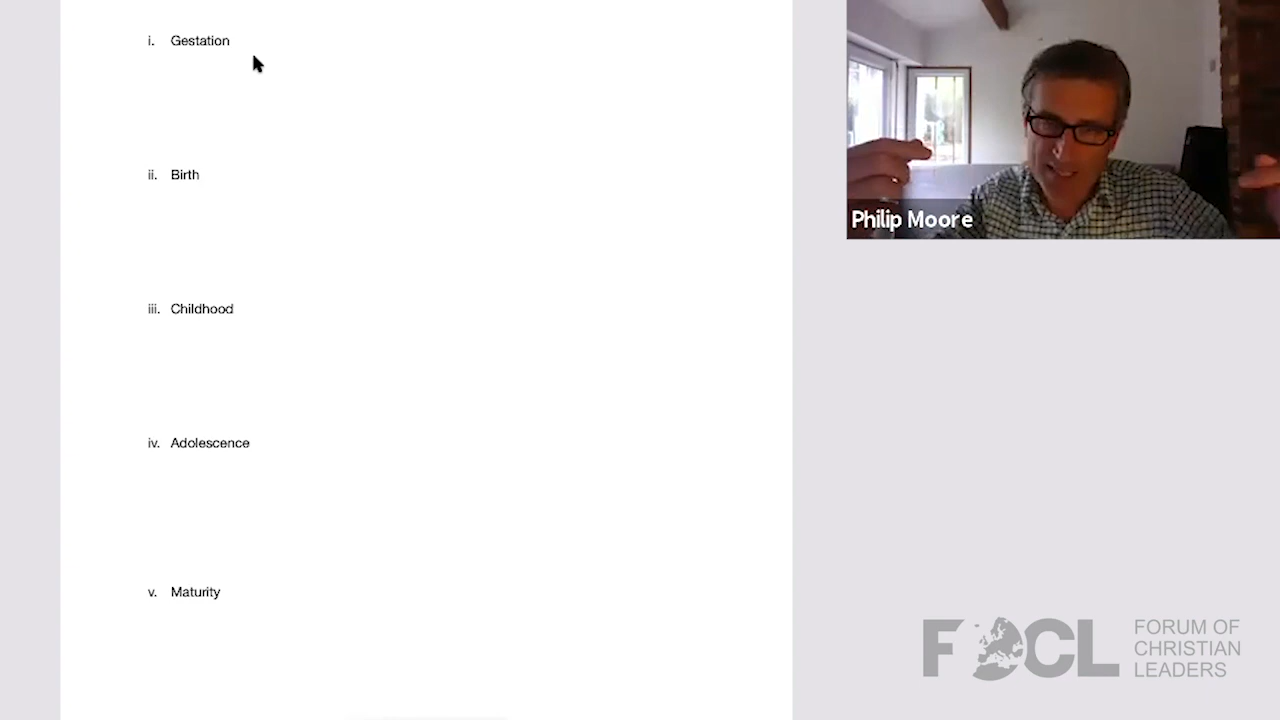 i. Gestation
ii. Birth
iii. Childhood
iv. Adolescence
v. Maturity
Philip Moore
FOCL
FORUM OF
CHRISTIAN
LEADERS